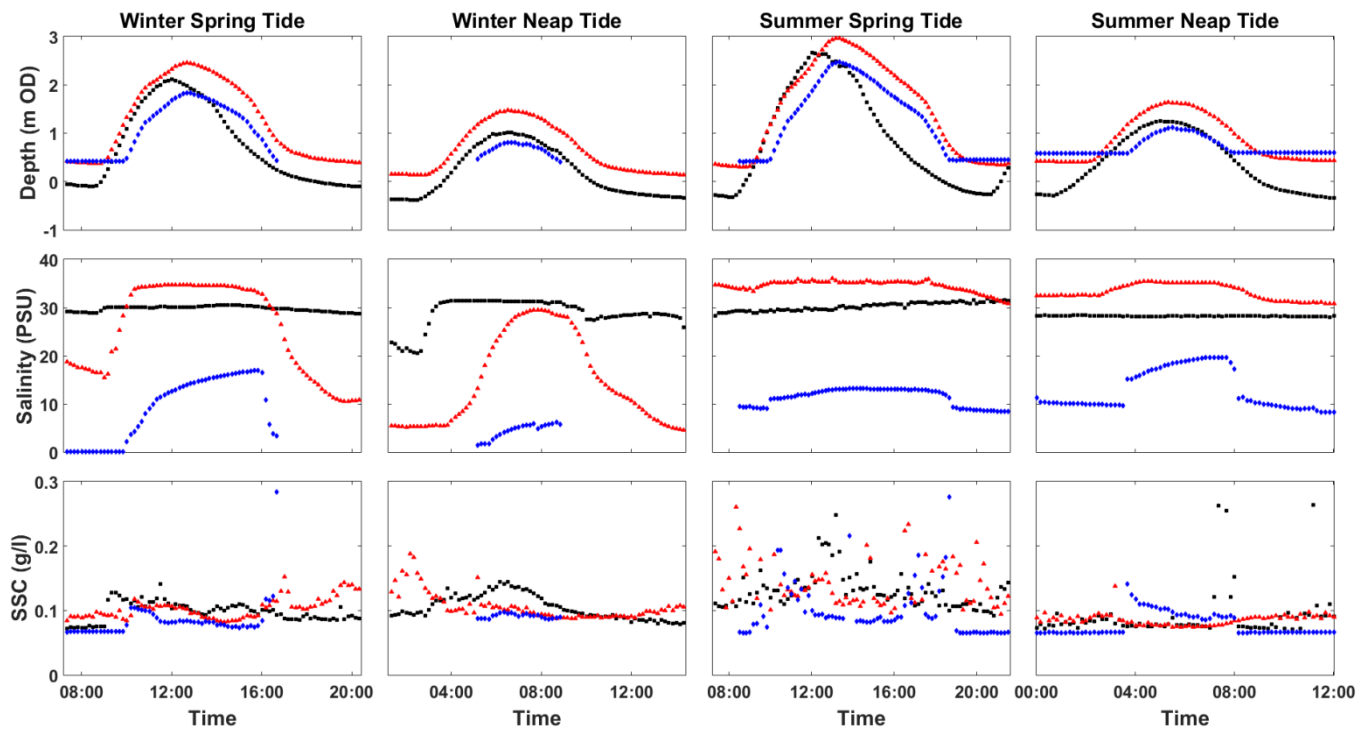 Winter Spring Tide Winter Neap Tide Summer Spring Tide Summer Neap Tide
Depth (m OD)
3
2
1
0
-1
Salinity (PSU)
40
30
20
10
0
SSC (g/l)
0.3
0.2
0.1
0
08:00 12:00 16:00 20:00 04:00 08:00 12:00 08:00 12:00 16:00 20:00 00:00 04:00 08:00 12:00
Time Time Time Time